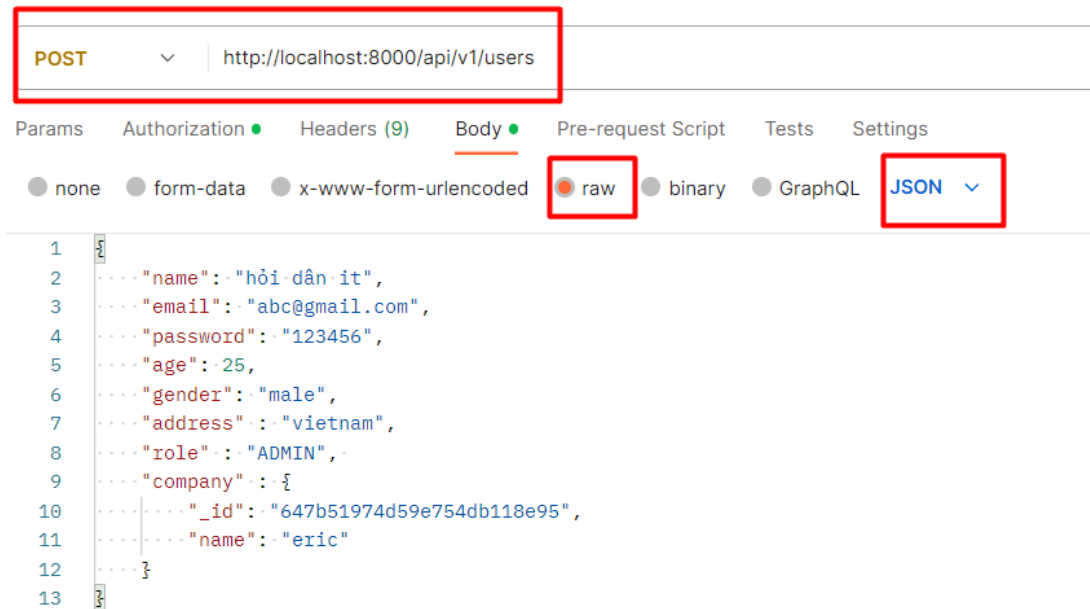 POST http://localhost:8000/api/v1/users
Params Authorization Headers (9) Body Pre-request Script Tests Settings
none form-data x-www-form-urlencoded raw binary GraphQL JSON
1 {
2 "name": "hỏi dân it",
3 "email": "abc@gmail.com",
4 "password": "123456",
5 "age": 25,
6 "gender": "male",
7 "address" : "vietnam",
8 "role" : "ADMIN",
9 "company" : {
10 "_id": "647b51974d59e754db118e95",
11 "name": "eric"
12 }
13 }